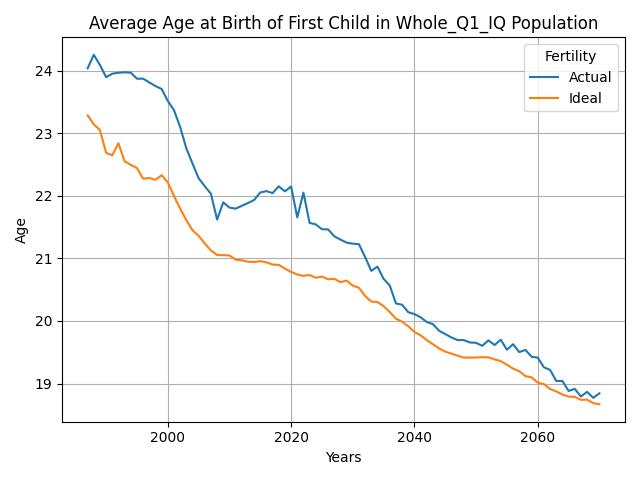 Average Age at Birth of First Child in Whole_Q1_IQ Population
Fertility
Actual
Ideal
24
23
22
21
20
19
Age
2000
2020
2040
2060
Years